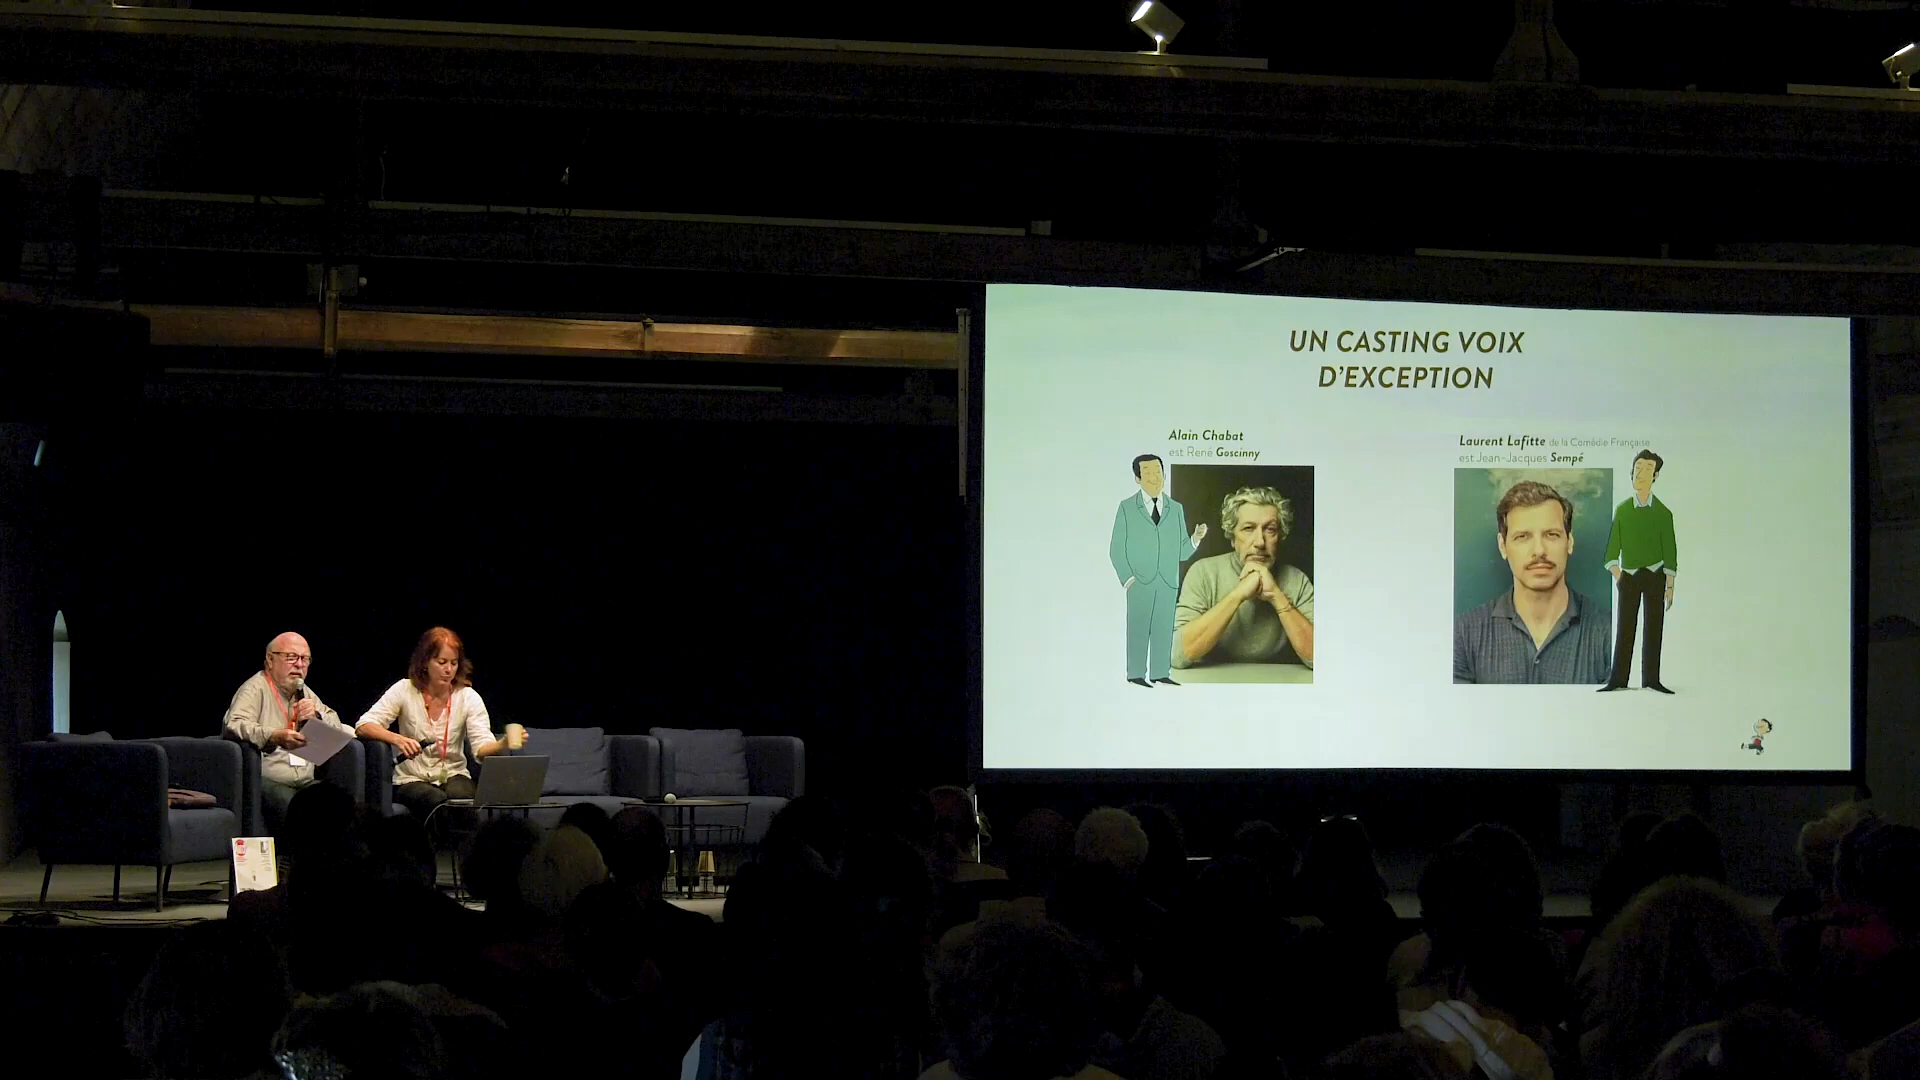 UN CASTING VOIX
D'EXCEPTION
Alain Chabat
est René Goscinny
Laurent Lafitte de la Comédie Française
est Jean-Jacques Sempé